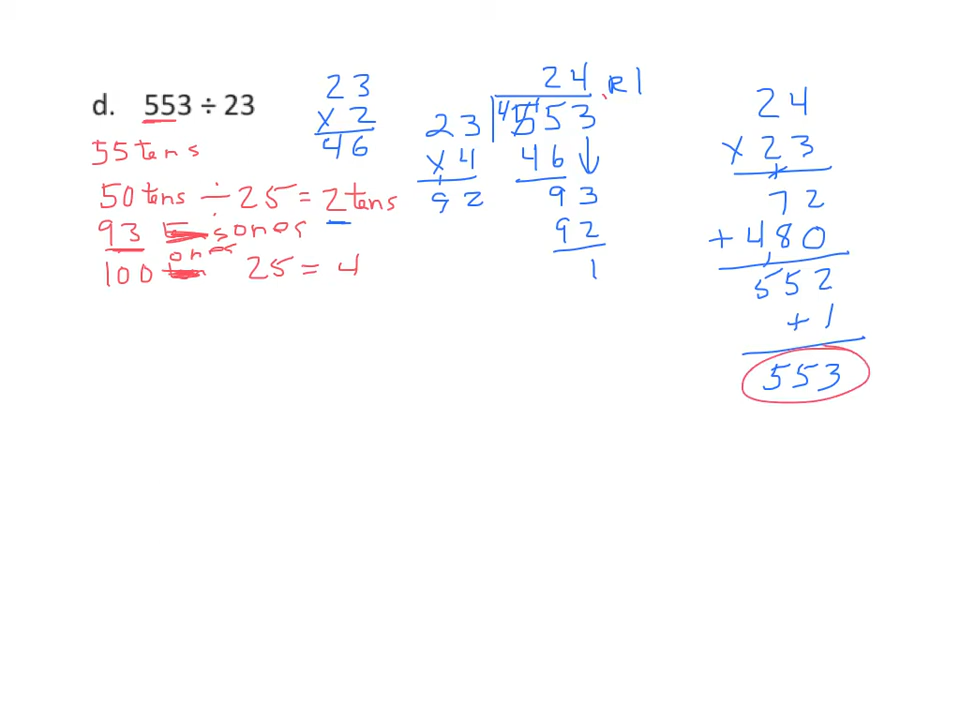 d. 553 ÷ 23
55 tens
50 tens ÷ 25 = 2 tens
93 ones
100 ones 25 = 4
23
x 2
46
23
x 4
92
24 R1
553
46
93
92
1
24
x 23
72
+ 480
552
+ 1
553